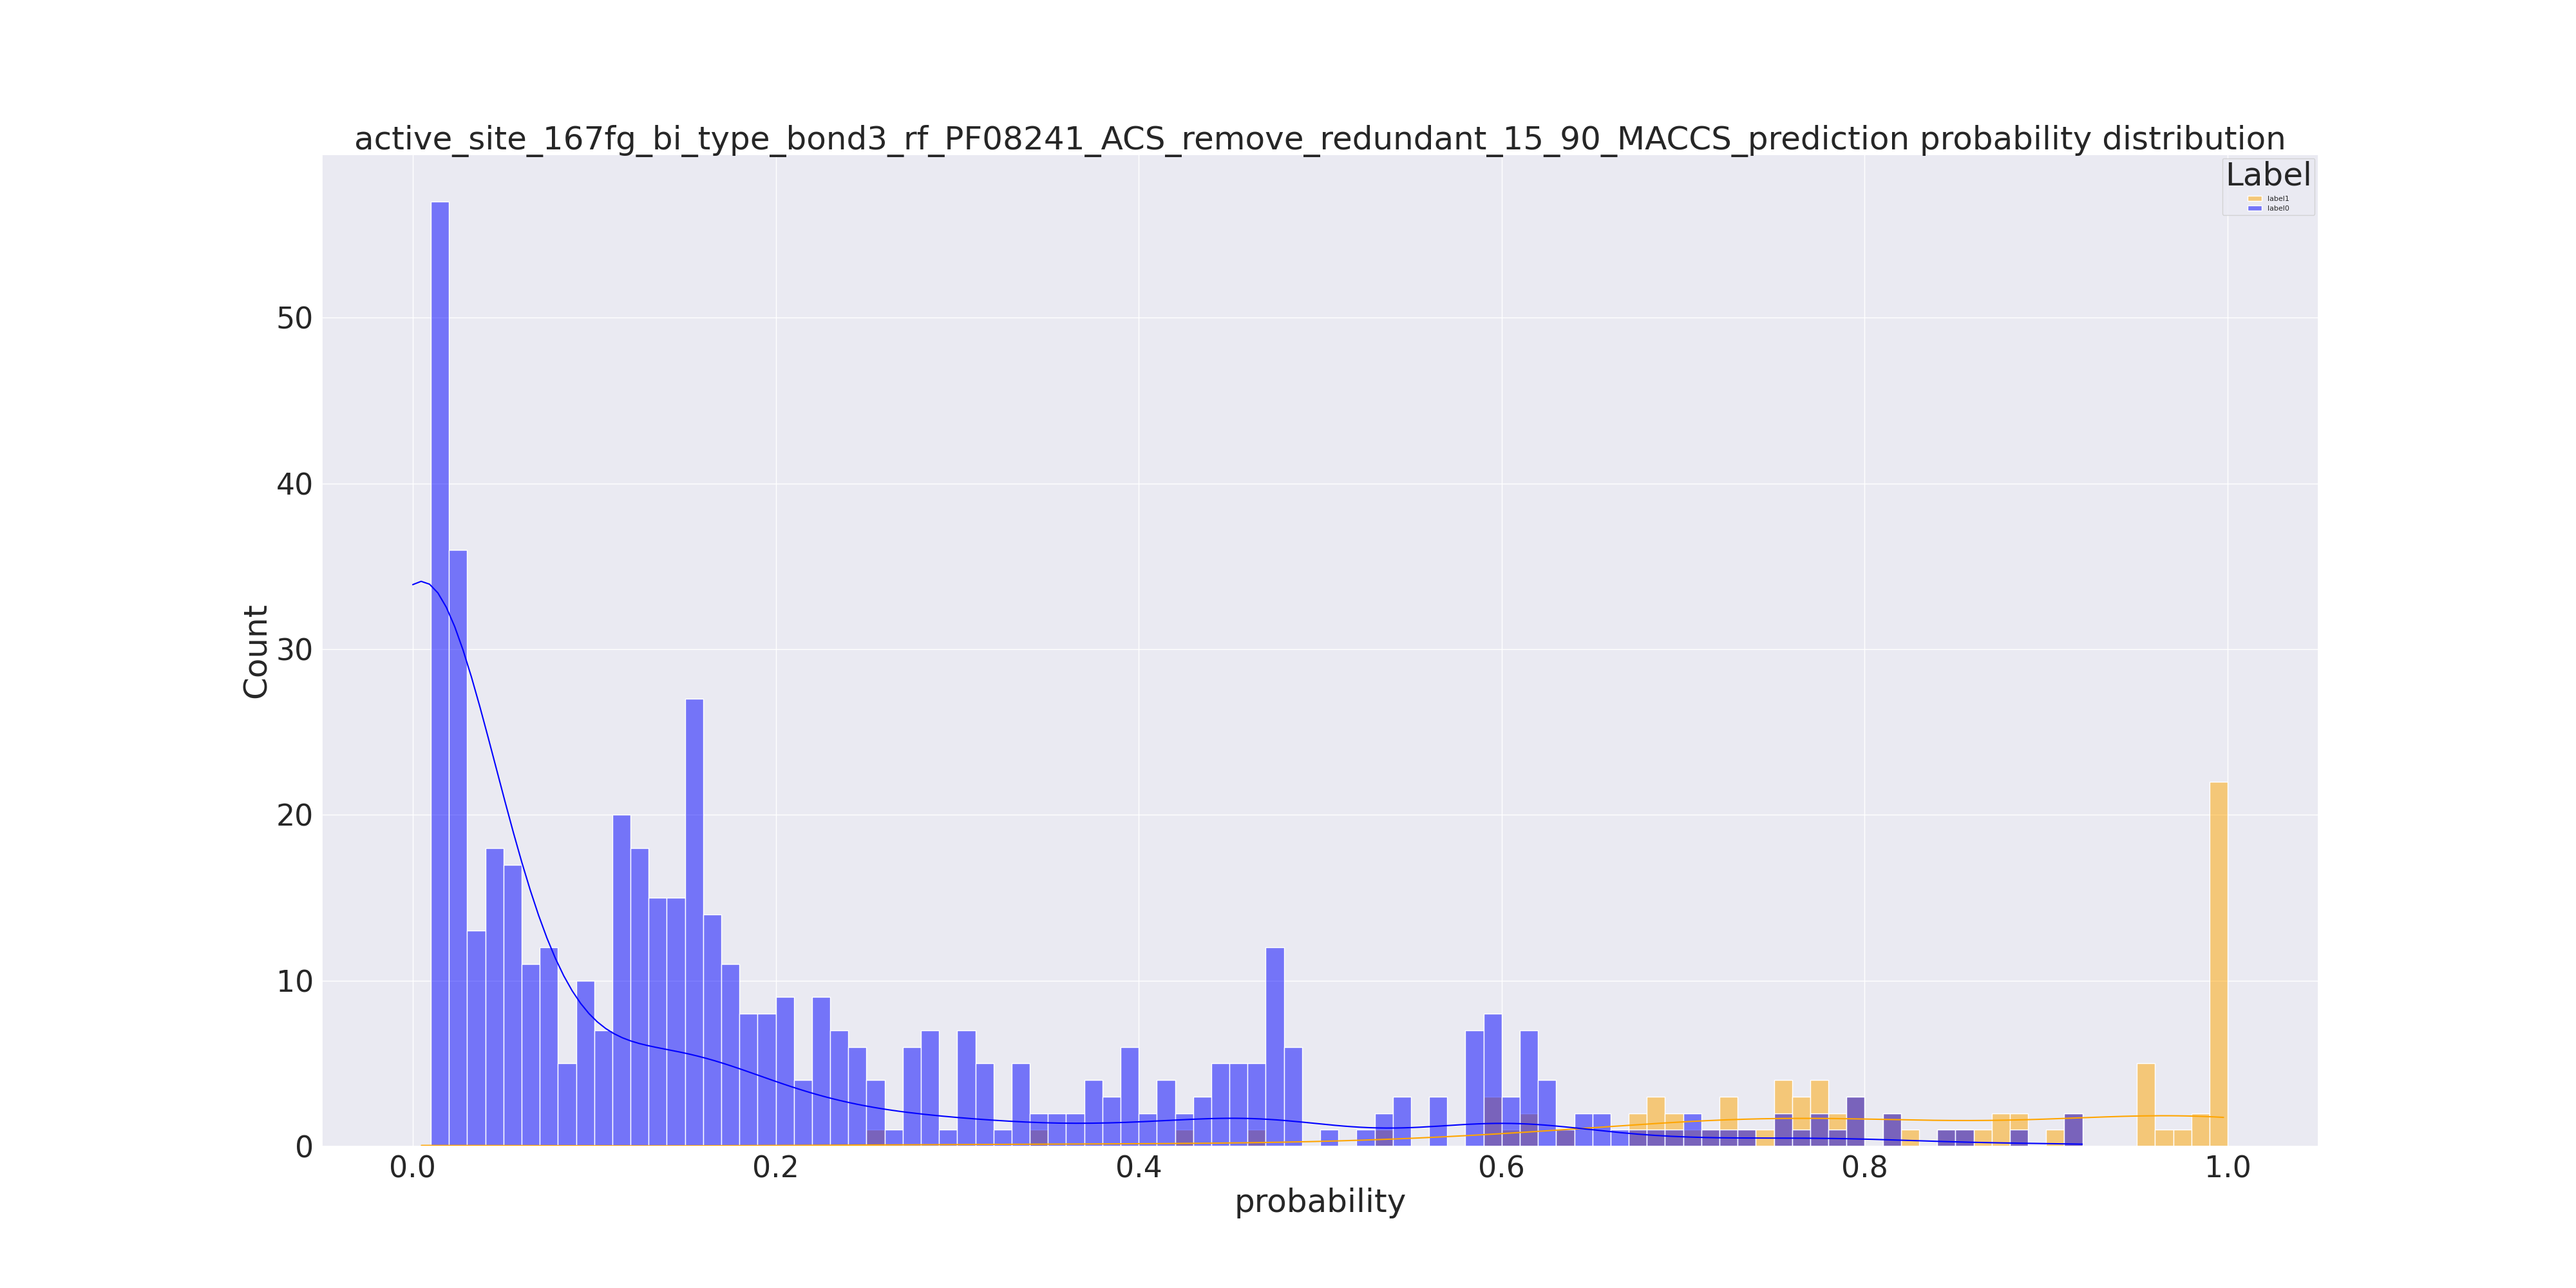 active_site_167fg_bi_type_bond3_rf_PF08241_ACS_remove_redundant_15_90_MACCS_prediction probability distribution
Label
label1
label0
50
40
30
20
10
0
Count
0.0 0.2 0.4 0.6 0.8 1.0
probability